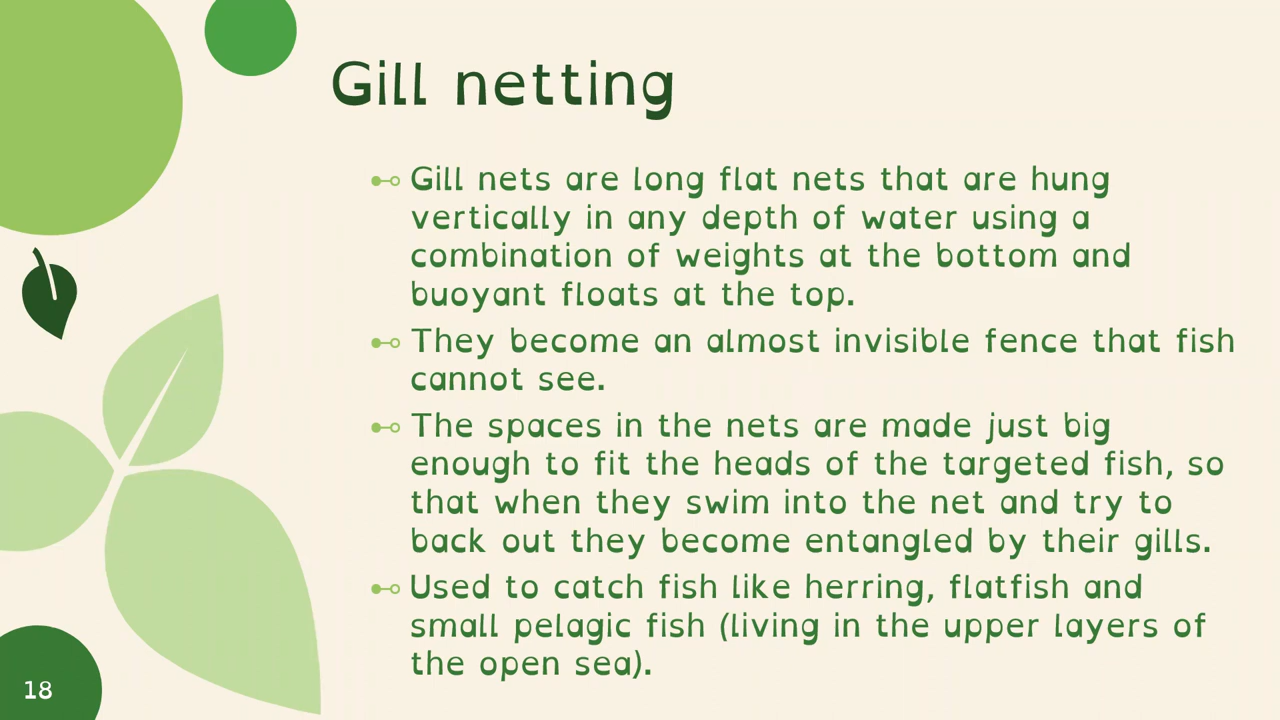 Gill netting
Gill nets are long flat nets that are hung
vertically in any depth of water using a
combination of weights at the bottom and
buoyant floats at the top.
They become an almost invisible fence that fish
cannot see.
The spaces in the nets are made just big
enough to fit the heads of the targeted fish, so
that when they swim into the net and try to
back out they become entangled by their gills.
Used to catch fish like herring, flatfish and
small pelagic fish (living in the upper layers of
the open sea).
18